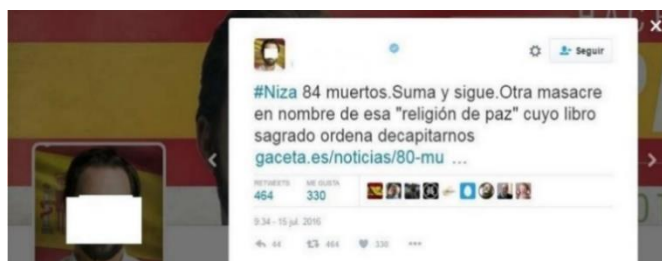 Seguir
#Niza 84 muertos.Suma y sigue.Otra masacre
en nombre de esa "religión de paz" cuyo libro
sagrado ordena decapitarnos
gaceta.es/noticias/80-mu ...
RETWEETS ME GUSTA
464 330
9:34 - 15 jul. 2016
44 464 330